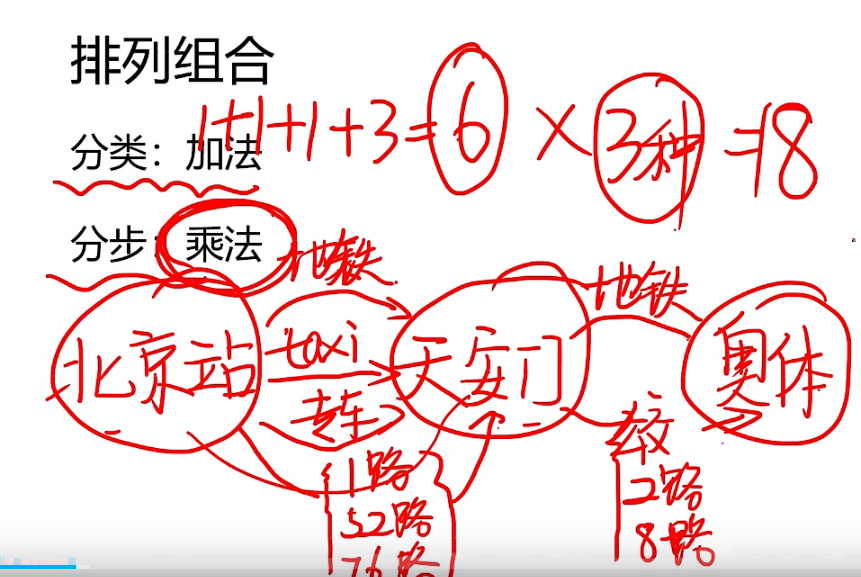 排列组合
1+1+1+3=6×3种=18
分类：加法
分步：乘法
地铁
地铁
北京站
taxi
天安门
奥体
专车
公交
1路
2路
52路
8路
76路